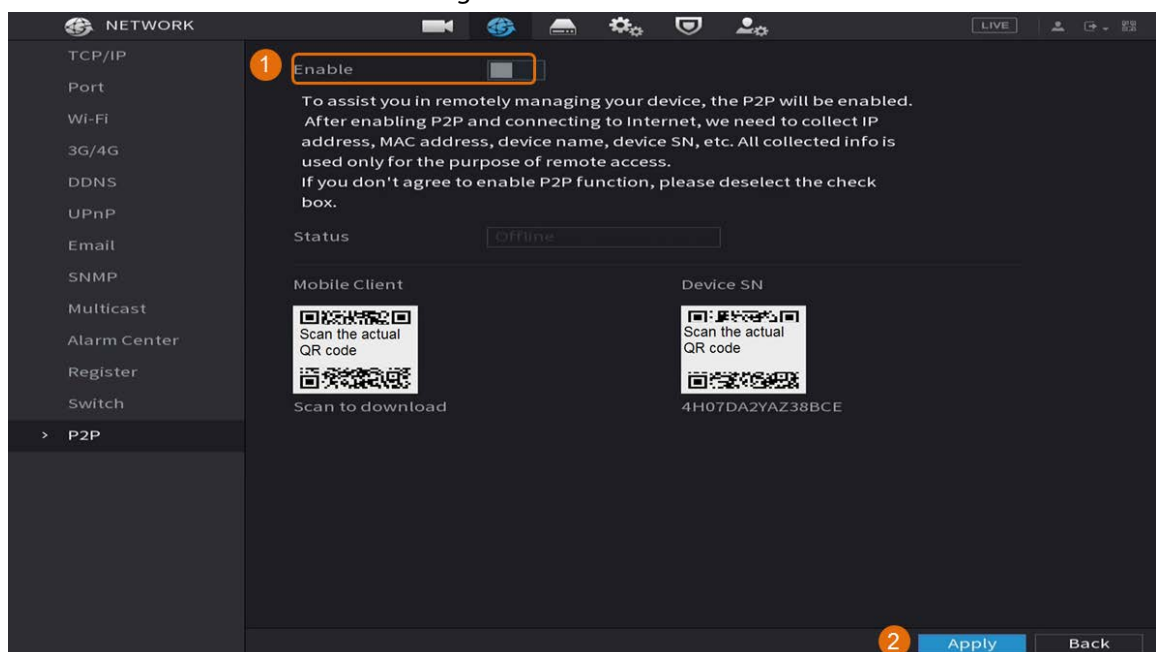 NETWORK
LIVE
TCP/IP
Port
Wi-Fi
3G/4G
DDNS
UPnP
Email
SNMP
Multicast
Alarm Center
Register
Switch
> P2P
1
Enable
To assist you in remotely managing your device, the P2P will be enabled.
After enabling P2P and connecting to Internet, we need to collect IP
address, MAC address, device name, device SN, etc. All collected info is
used only for the purpose of remote access.
If you don't agree to enable P2P function, please deselect the check
box.
Status
Offline
Mobile Client
Scan the actual
QR code
Scan to download
Device SN
Scan the actual
QR code
4H07DA2YAZ38BCE
2
Apply
Back